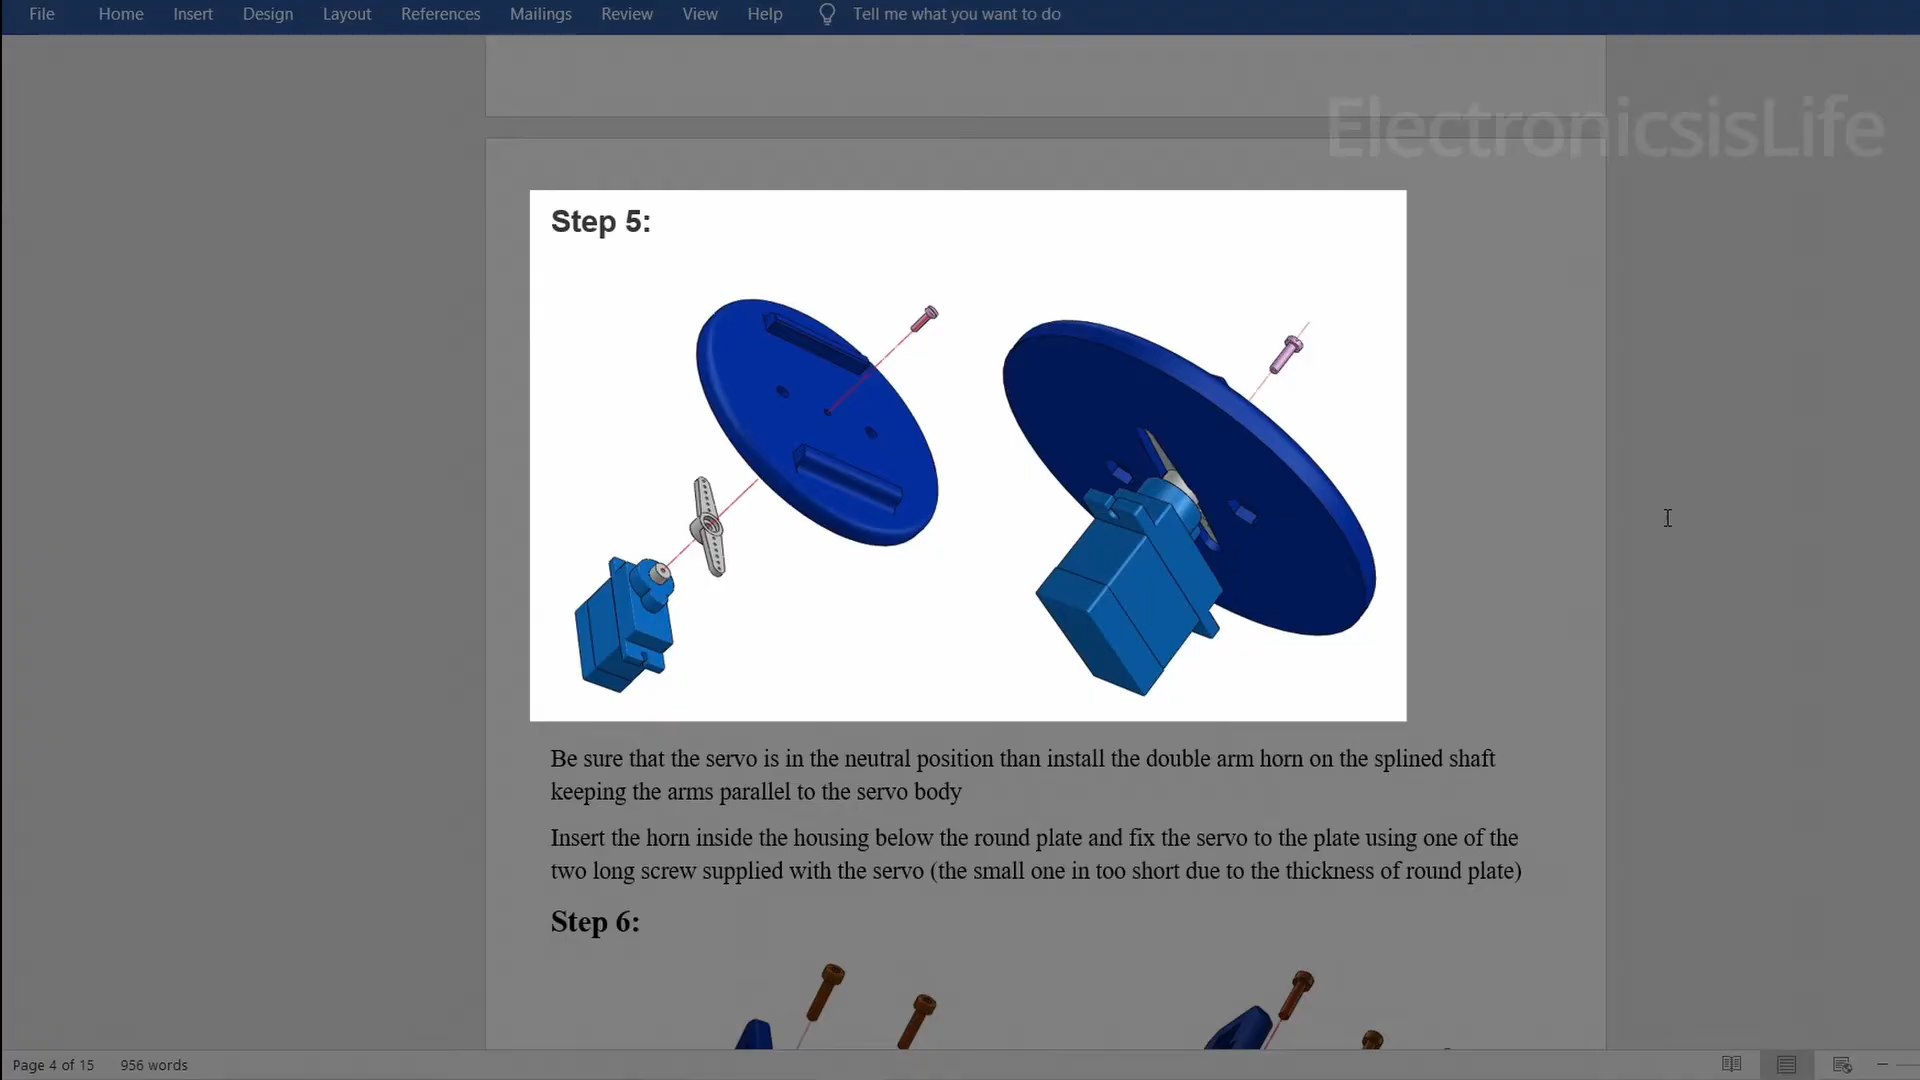 File Home Insert Design Layout References Mailings Review View Help Tell me what you want to do
ElectronicsisLife
Step 5:
Be sure that the servo is in the neutral position than install the double arm horn on the splined shaft
keeping the arms parallel to the servo body
Insert the horn inside the housing below the round plate and fix the servo to the plate using one of the
two long screw supplied with the servo (the small one in too short due to the thickness of round plate)
Step 6:
Page 4 of 15 956 words